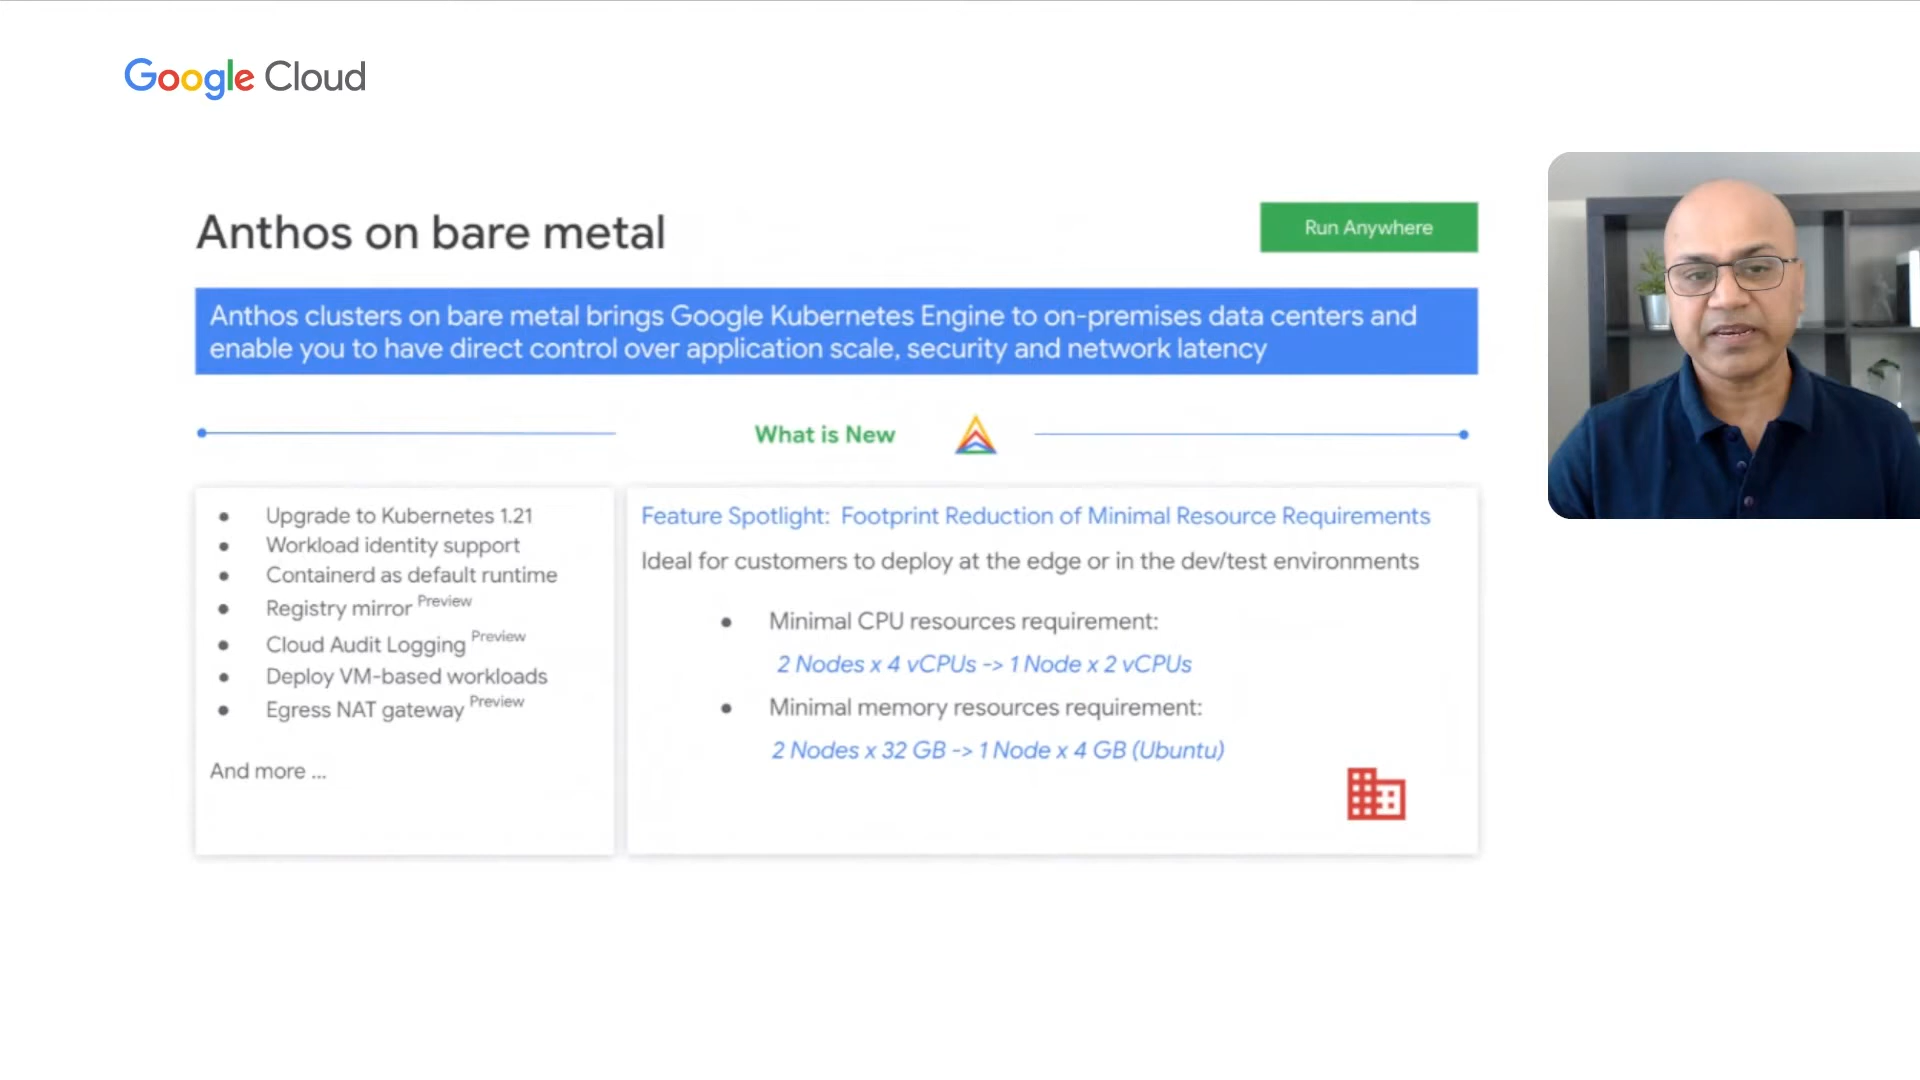 Google Cloud
Anthos on bare metal
Run Anywhere
Anthos clusters on bare metal brings Google Kubernetes Engine to on-premises data centers and
enable you to have direct control over application scale, security and network latency
What is New
• Upgrade to Kubernetes 1.21
• Workload identity support
• Containerd as default runtime
• Registry mirror Preview
• Cloud Audit Logging Preview
• Deploy VM-based workloads
• Egress NAT gateway Preview
And more ...
Feature Spotlight: Footprint Reduction of Minimal Resource Requirements
Ideal for customers to deploy at the edge or in the dev/test environments
• Minimal CPU resources requirement:
2 Nodes x 4 vCPUs -> 1 Node x 2 vCPUs
• Minimal memory resources requirement:
2 Nodes x 32 GB -> 1 Node x 4 GB (Ubuntu)